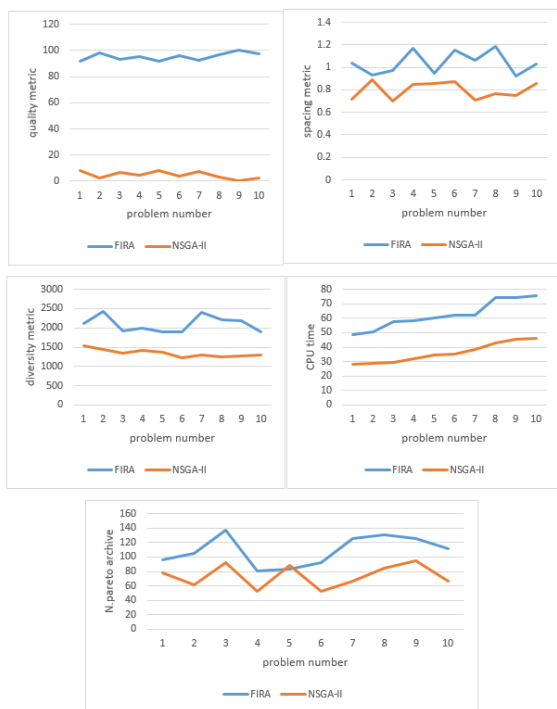 quality metric
120
100
80
60
40
20
0
1 2 3 4 5 6 7 8 9 10
problem number
FIRA NSGA-II
spacing metric
1.4
1.2
1
0.8
0.6
0.4
0.2
0
1 2 3 4 5 6 7 8 9 10
problem number
FIRA NSGA-II
diversity metric
3000
2500
2000
1500
1000
500
0
1 2 3 4 5 6 7 8 9 10
problem number
FIRA NSGA-II
CPU time
80
70
60
50
40
30
20
10
0
1 2 3 4 5 6 7 8 9 10
problem number
FIRA NSGA-II
N.pareto archive
160
140
120
100
80
60
40
20
0
1 2 3 4 5 6 7 8 9 10
problem number
FIRA NSGA-II